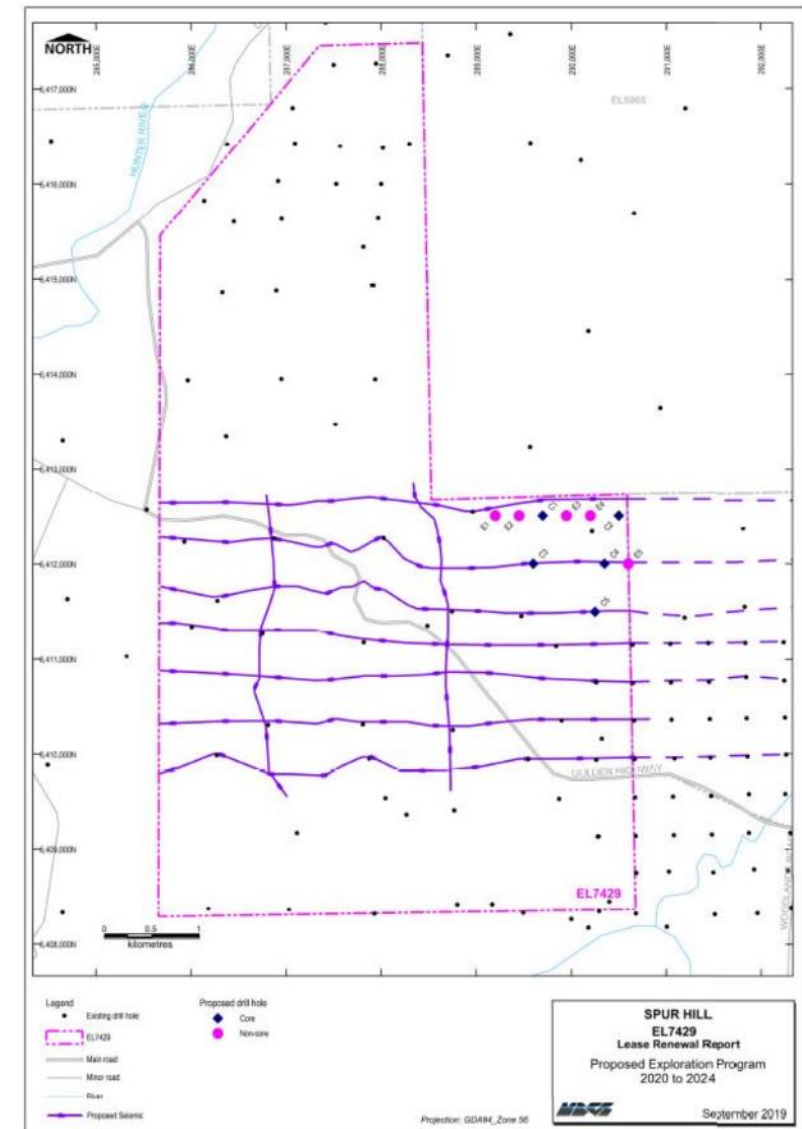 NORTH
285,000E
286,000E
287,000E
288,000E
289,000E
290,000E
291,000E
292,000E
6,417,000N
6,416,000N
6,415,000N
6,414,000N
6,413,000N
6,412,000N
6,411,000N
6,410,000N
6,409,000N
6,408,000N
HUNTER RIVER
EL5965
E1
E2
C1
E3
E4
C2
C3
C4
E5
C5
GOLDEN HIGHWAY
EL7429
0 0.5 1
kilometres
Legend
Existing drill hole
EL7429
Main road
Minor road
River
Proposed Seismic
Proposed drill hole
Core
Non-core
Projection: GDA94_Zone 56
SPUR HILL
EL7429
Lease Renewal Report
Proposed Exploration Program
2020 to 2024
September 2019